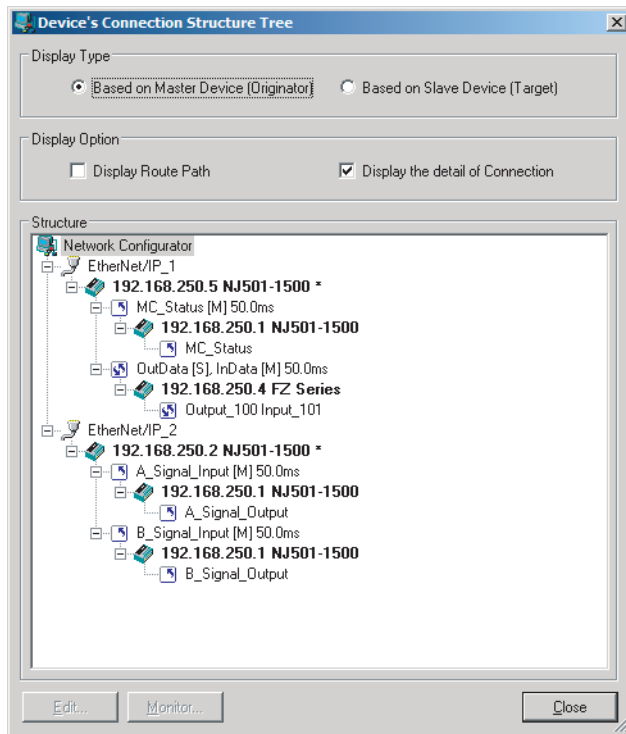 Device's Connection Structure Tree
Display Type
Based on Master Device (Originator)
Based on Slave Device (Target)
Display Option
Display Route Path
Display the detail of Connection
Structure
Network Configurator
EtherNet/IP_1
192.168.250.5 NJ501-1500 *
MC_Status [M] 50.0ms
192.168.250.1 NJ501-1500
MC_Status
OutData [S], InData [M] 50.0ms
192.168.250.4 FZ Series
Output_100 Input_101
EtherNet/IP_2
192.168.250.2 NJ501-1500 *
A_Signal_Input [M] 50.0ms
192.168.250.1 NJ501-1500
A_Signal_Output
B_Signal_Input [M] 50.0ms
192.168.250.1 NJ501-1500
B_Signal_Output
Edit...
Monitor...
Close